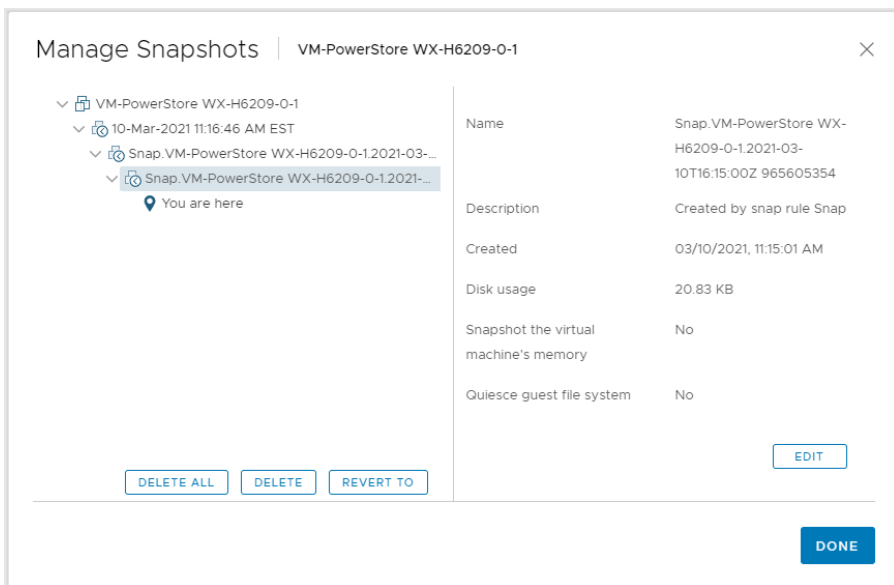 Manage Snapshots
VM-PowerStore WX-H6209-0-1
VM-PowerStore WX-H6209-0-1
10-Mar-2021 11:16:46 AM EST
Snap.VM-PowerStore WX-H6209-0-1.2021-03-...
Snap.VM-PowerStore WX-H6209-0-1.2021-...
You are here
DELETE ALL
DELETE
REVERT TO
Name
Snap.VM-PowerStore WX-
H6209-0-1.2021-03-
10T16:15:00Z 965605354
Description
Created by snap rule Snap
Created
03/10/2021, 11:15:01 AM
Disk usage
20.83 KB
Snapshot the virtual
machine's memory
No
Quiesce guest file system
No
EDIT
DONE